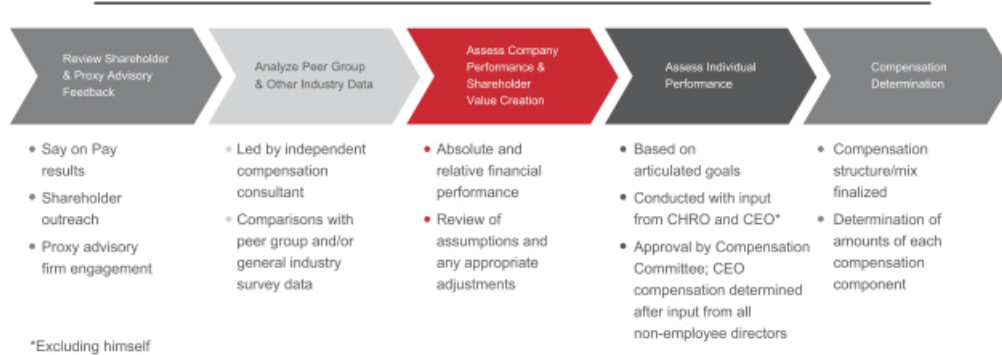 Review Shareholder
& Proxy Advisory
Feedback
Analyze Peer Group
& Other Industry Data
Assess Company
Performance &
Shareholder
Value Creation
Assess Individual
Performance
Compensation
Determination
• Say on Pay
results
• Shareholder
outreach
• Proxy advisory
firm engagement
• Led by independent
compensation
consultant
• Comparisons with
peer group and/or
general industry
survey data
• Absolute and
relative financial
performance
• Review of
assumptions and
any appropriate
adjustments
• Based on
articulated goals
• Conducted with input
from CHRO and CEO*
• Approval by Compensation
Committee; CEO
compensation determined
after input from all
non-employee directors
• Compensation
structure/mix
finalized
• Determination of
amounts of each
compensation
component
*Excluding himself